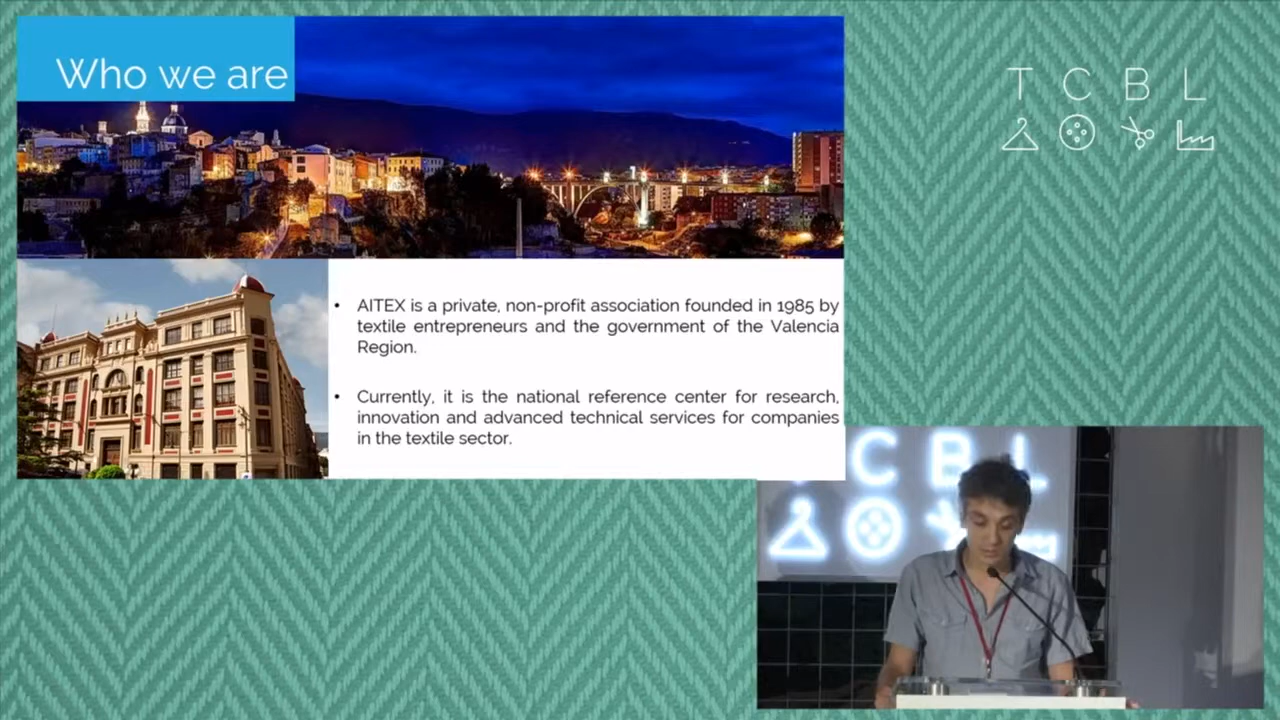 Who we are
T C B L
• AITEX is a private, non-profit association founded in 1985 by
textile entrepreneurs and the government of the Valencia
Region.
• Currently, it is the national reference center for research,
innovation and advanced technical services for companies
in the textile sector.
C B L